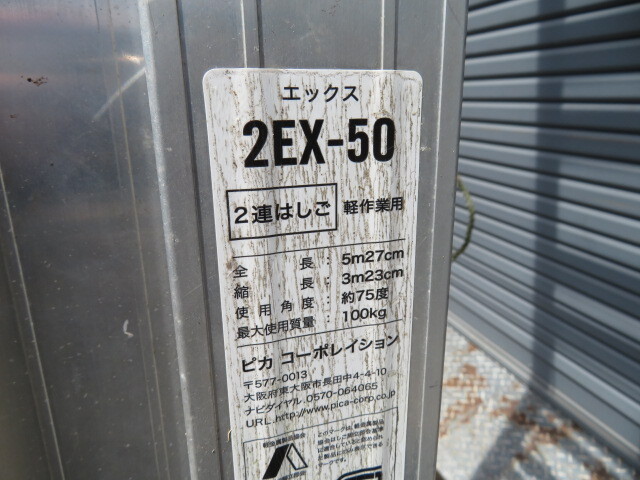 エックス
2EX-50
2連はしご 軽作業用
全長：5m27cm
縮長：3m23cm
使用角度：約75度
最大使用質量：100kg
ピカ コーポレイション
〒577-0013
大阪府東大阪市長田中4-4-10
ナビダイヤル.0570-064065
URL.http://www.pica-corp.co.jp